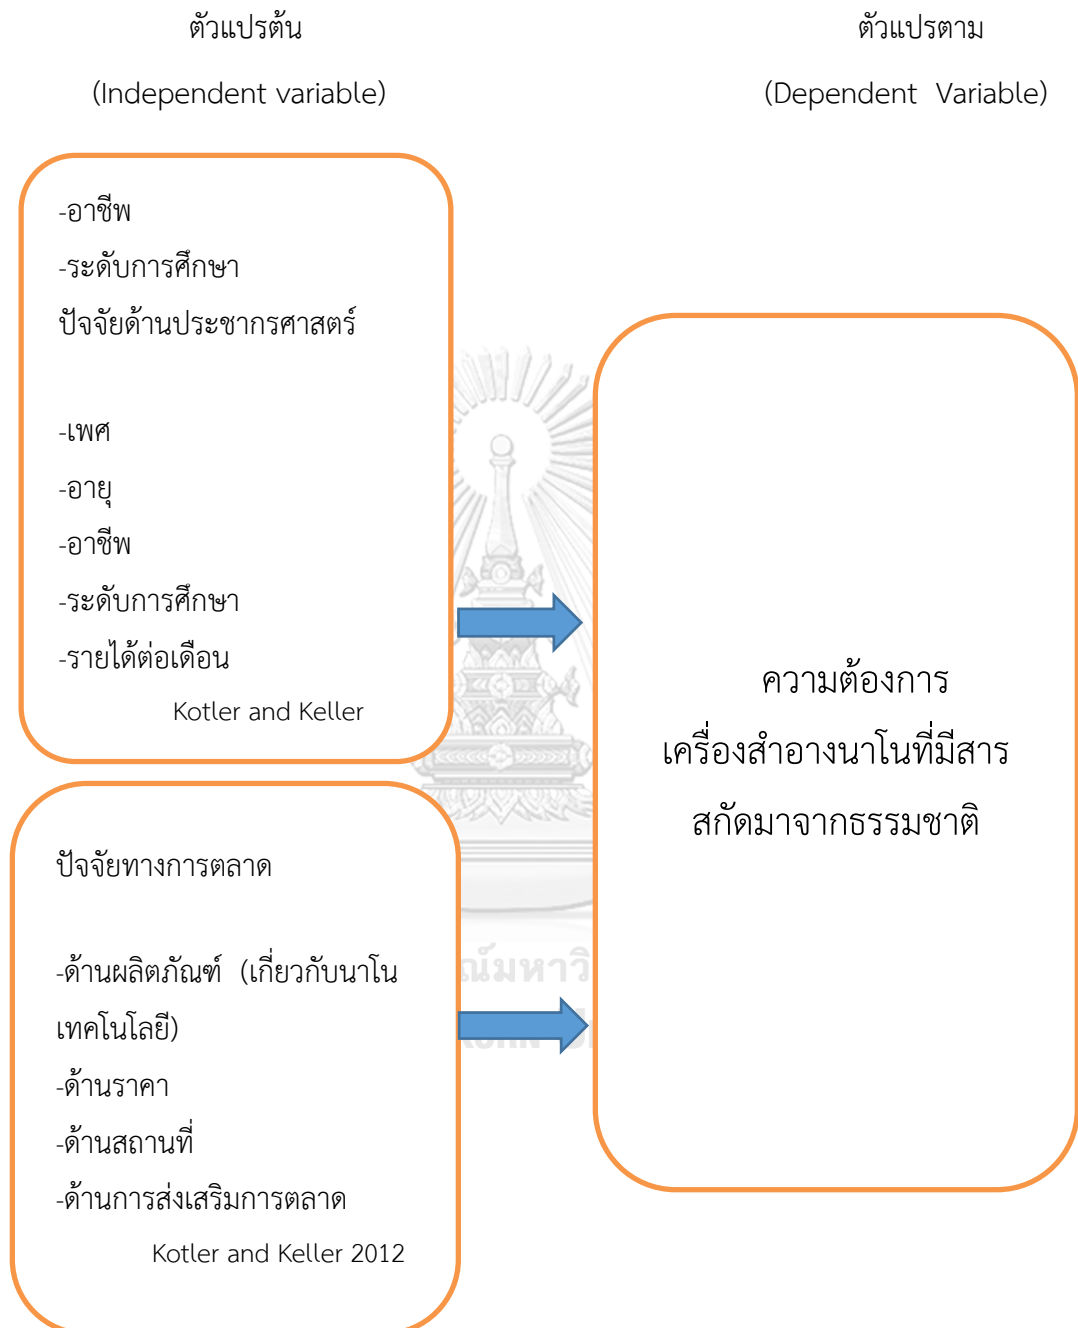 ตัวแปรต้น
(Independent variable)
ตัวแปรตาม
(Dependent Variable)
-อาชีพ
-ระดับการศึกษา
ปัจจัยด้านประชากรศาสตร์
-เพศ
-อายุ
-อาชีพ
-ระดับการศึกษา
-รายได้ต่อเดือน
Kotler and Keller
ปัจจัยทางการตลาด
-ด้านผลิตภัณฑ์ (เกี่ยวกับนาโน
เทคโนโลยี)
-ด้านราคา
-ด้านสถานที่
-ด้านการส่งเสริมการตลาด
Kotler and Keller 2012
ความต้องการ
เครื่องสำอางนาโนที่มีสาร
สกัดมาจากธรรมชาติ